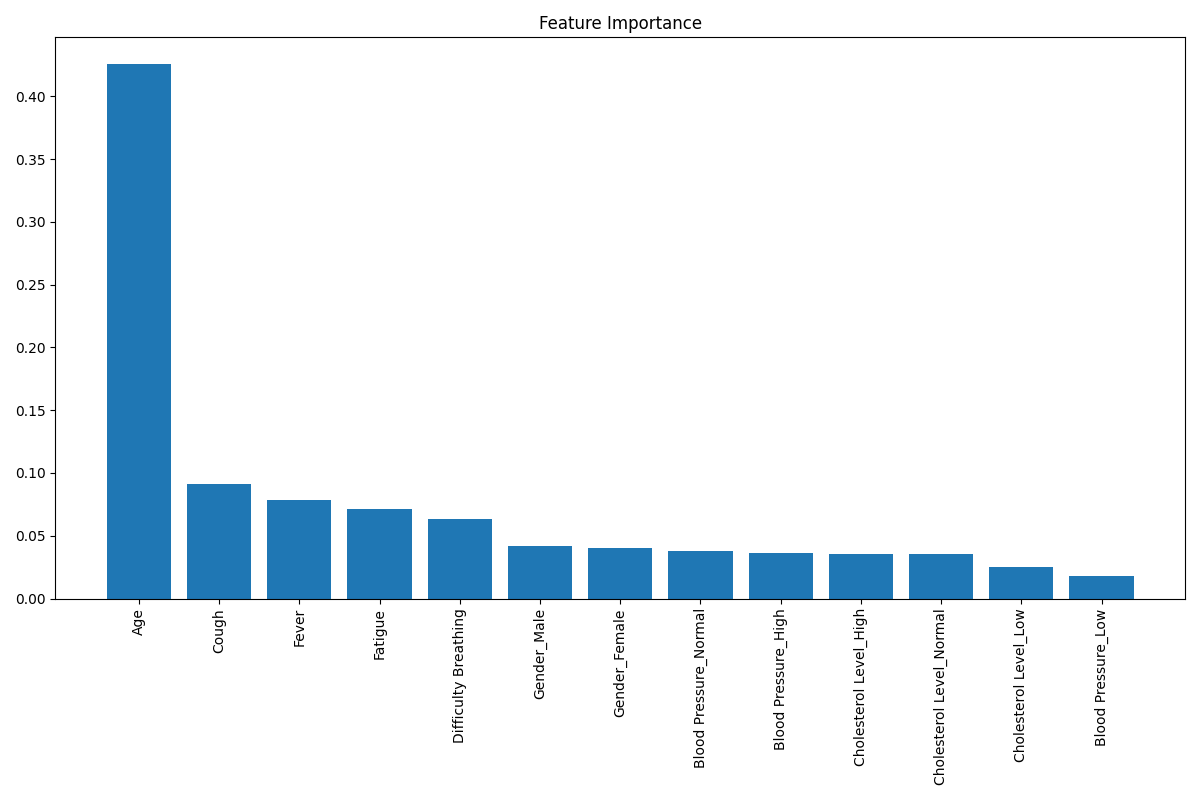 Feature Importance
0.40
0.35
0.30
0.25
0.20
0.15
0.10
0.05
0.00
Age
Cough
Fever
Fatigue
Difficulty Breathing
Gender_Male
Gender_Female
Blood Pressure_Normal
Blood Pressure_High
Cholesterol Level_High
Cholesterol Level_Normal
Cholesterol Level_Low
Blood Pressure_Low